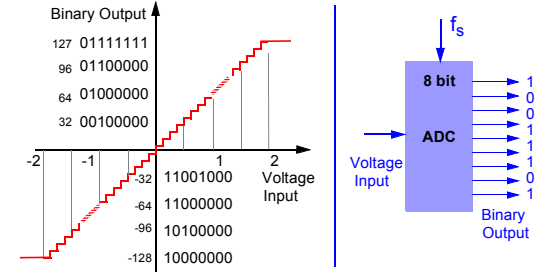 Binary Output
127 01111111
96 01100000
64 01000000
32 00100000
-2 -1 1 2
Voltage
Input
-32 11001000
-64 11000000
-96 10100000
-128 10000000
fs
8 bit
ADC
Voltage
Input
1
0
0
1
1
1
0
1
Binary
Output